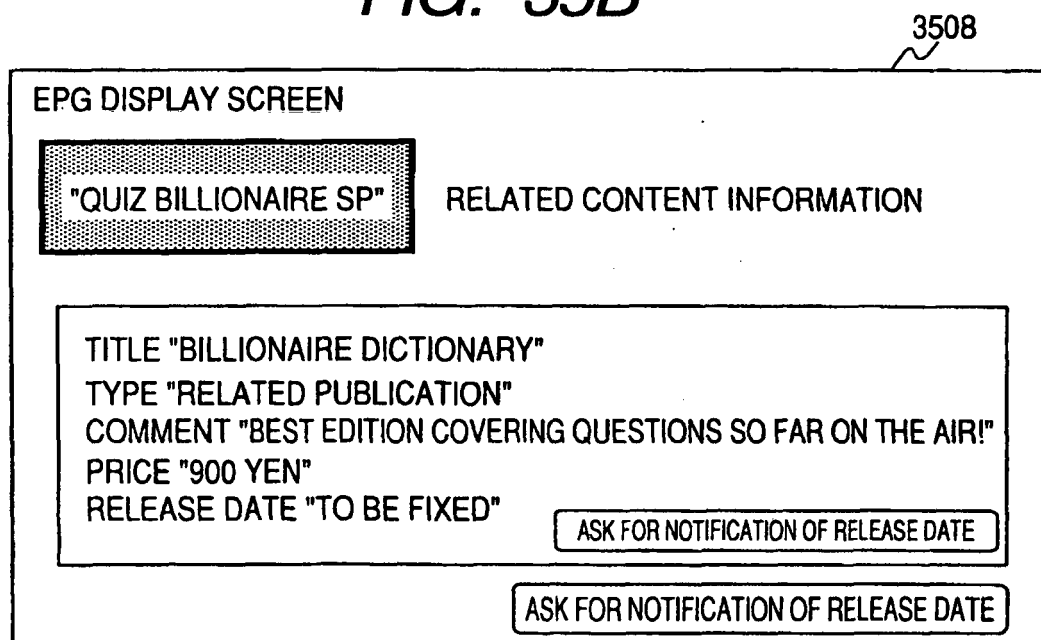 FIG. 35B
3508
EPG DISPLAY SCREEN
"QUIZ BILLIONAIRE SP" RELATED CONTENT INFORMATION
TITLE "BILLIONAIRE DICTIONARY"
TYPE "RELATED PUBLICATION"
COMMENT "BEST EDITION COVERING QUESTIONS SO FAR ON THE AIR!"
PRICE "900 YEN"
RELEASE DATE "TO BE FIXED"
ASK FOR NOTIFICATION OF RELEASE DATE
ASK FOR NOTIFICATION OF RELEASE DATE